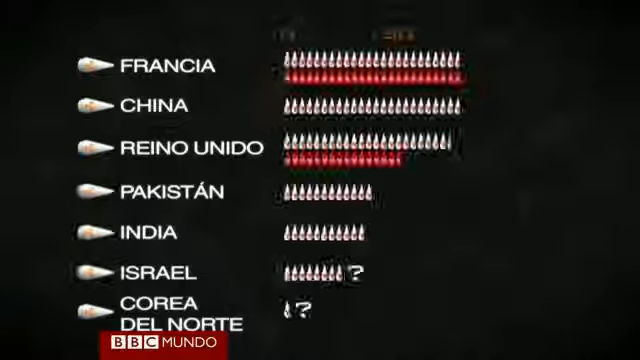 FRANCIA
CHINA
REINO UNIDO
PAKISTÁN
INDIA
ISRAEL ?
COREA ?
DEL NORTE
BBC MUNDO